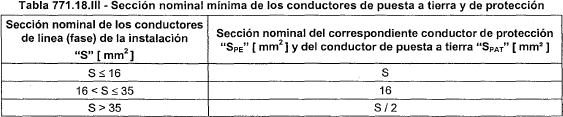 Tabla 771.18.III - Sección nominal mínima de los conductores de puesta a tierra y de protección
Sección nominal de los conductores
de línea (fase) de la instalación
“S” [ mm² ]
Sección nominal del correspondiente conductor de protección
“SPE” [ mm² ] y del conductor de puesta a tierra “SPAT” [ mm² ]
S ≤ 16
S
16 < S ≤ 35
16
S > 35
S / 2